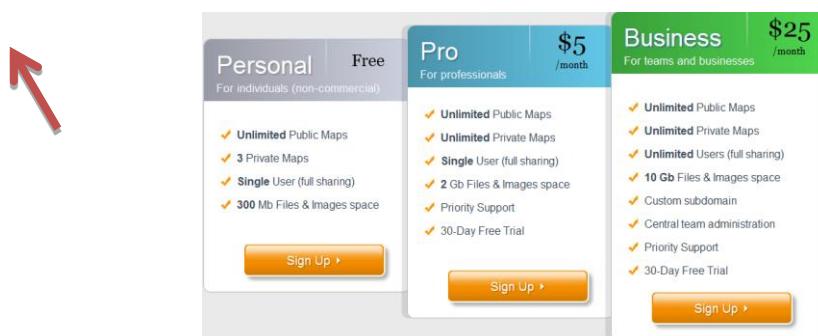 Personal
Free
For individuals (non-commercial)
Unlimited Public Maps
3 Private Maps
Single User (full sharing)
300 Mb Files & Images space
Sign Up
Pro
$5
/month
For professionals
Unlimited Public Maps
Unlimited Private Maps
Single User (full sharing)
2 Gb Files & Images space
Priority Support
30-Day Free Trial
Sign Up
Business
$25
/month
For teams and businesses
Unlimited Public Maps
Unlimited Private Maps
Unlimited Users (full sharing)
10 Gb Files & Images space
Custom subdomain
Central team administration
Priority Support
30-Day Free Trial
Sign Up